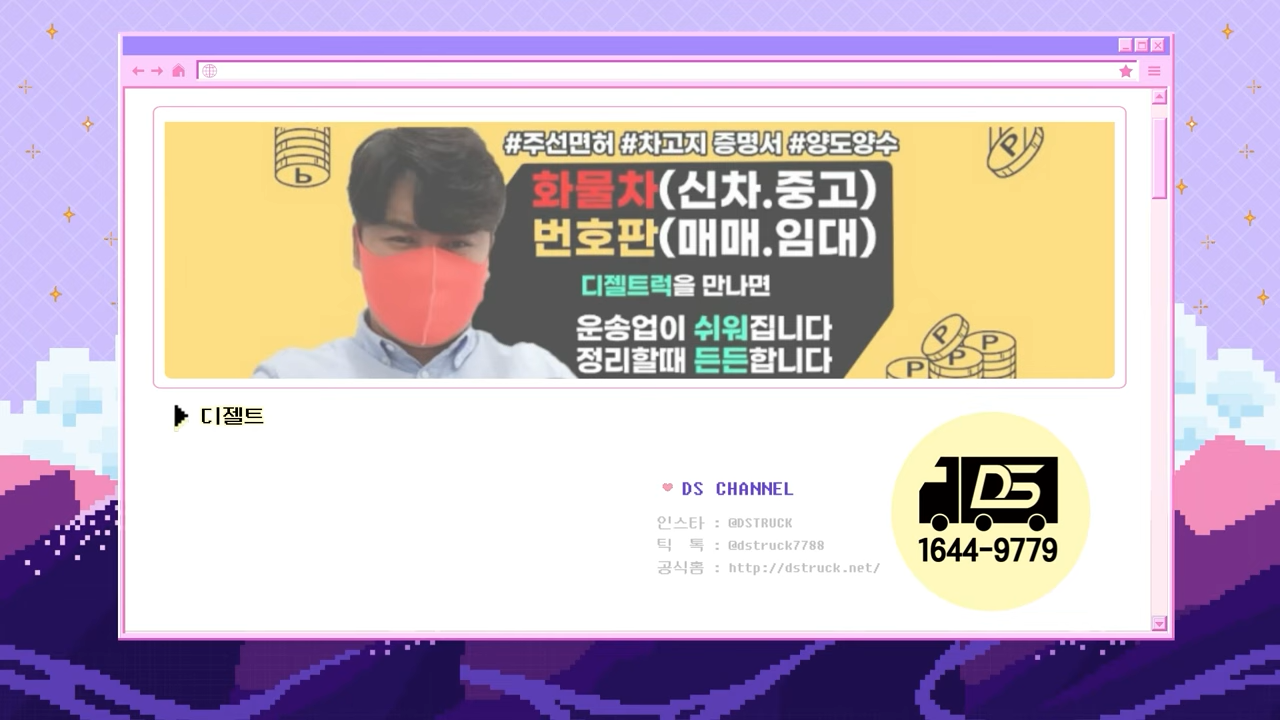 #주선면허 #차고지 증명서 #양도양수
화물차(신차.중고)
번호판(매매.임대)
디젤트럭을 만나면
운송업이 쉬워집니다
정리할때 든든합니다
P
P
P
P
P
디젤트
DS CHANNEL
인스타 : @DSTRUCK
틱 톡 : @dstruck7788
공식홈 : http://dstruck.net/
DS
1644-9779